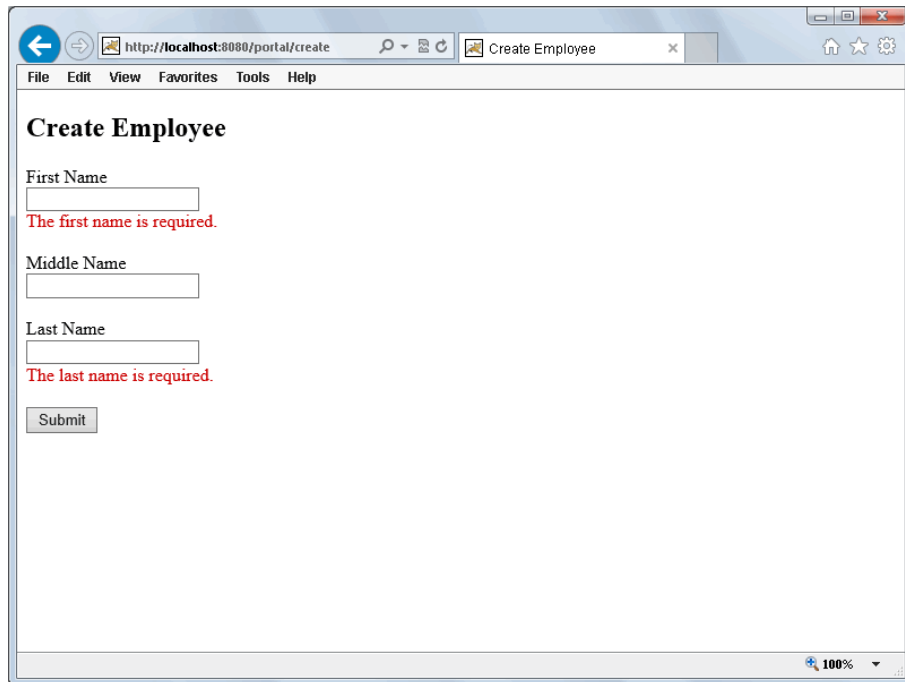 http://localhost:8080/portal/create
Create Employee
File Edit View Favorites Tools Help
Create Employee
First Name
The first name is required.
Middle Name
Last Name
The last name is required.
Submit
100%